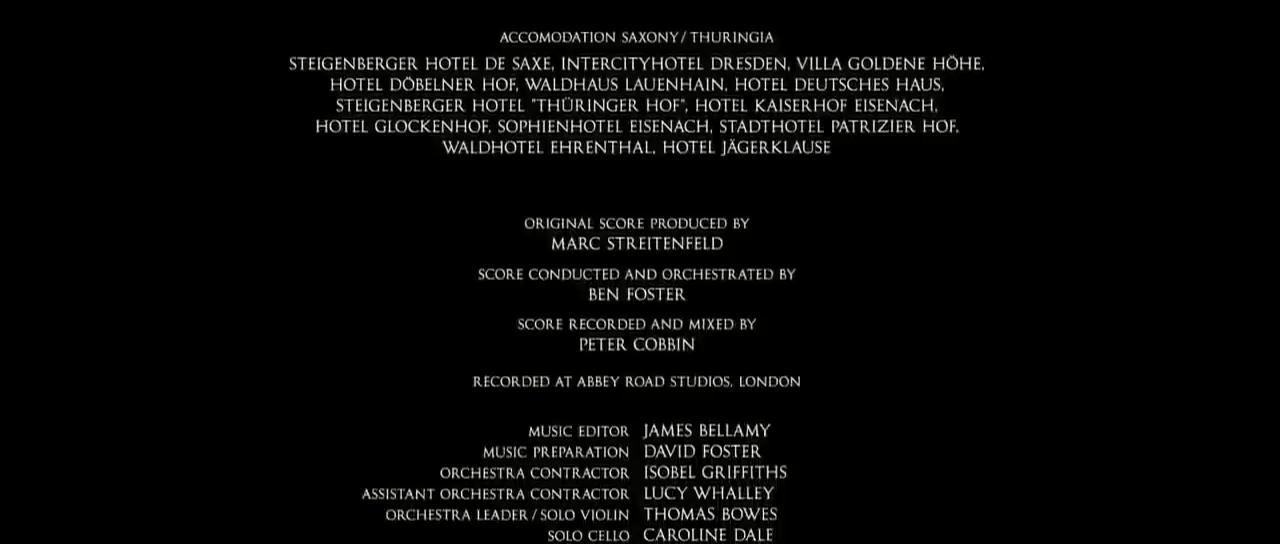 ACCOMODATION SAXONY / THURINGIA
STEIGENBERGER HOTEL DE SAXE, INTERCITYHOTEL DRESDEN, VILLA GOLDENE HÖHE,
HOTEL DÖBELNER HOF, WALDHAUS LAUENHAIN, HOTEL DEUTSCHES HAUS,
STEIGENBERGER HOTEL "THÜRINGER HOF", HOTEL KAISERHOF EISENACH,
HOTEL GLOCKENHOF, SOPHIENHOTEL EISENACH, STADTHOTEL PATRIZIER HOF,
WALDHOTEL EHRENTHAL, HOTEL JÄGERKLAUSE
ORIGINAL SCORE PRODUCED BY
MARC STREITENFELD
SCORE CONDUCTED AND ORCHESTRATED BY
BEN FOSTER
SCORE RECORDED AND MIXED BY
PETER COBBIN
RECORDED AT ABBEY ROAD STUDIOS, LONDON
MUSIC EDITOR JAMES BELLAMY
MUSIC PREPARATION DAVID FOSTER
ORCHESTRA CONTRACTOR ISOBEL GRIFFITHS
ASSISTANT ORCHESTRA CONTRACTOR LUCY WHALLEY
ORCHESTRA LEADER / SOLO VIOLIN THOMAS BOWES
SOLO CELLO CAROLINE DALE